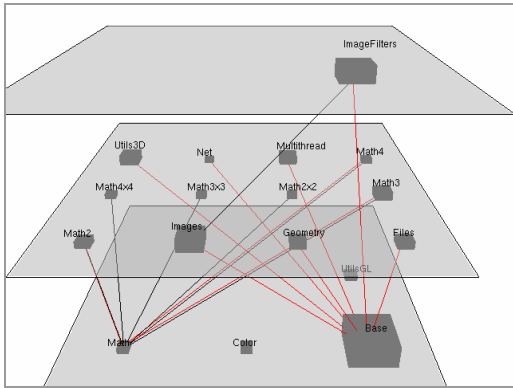 ImageFilters
Utils3D
Net
Multithread
Math4
Math4x4
Math3x3
Math2x2
Math3
Math2
Images
Geometry
Files
UtilsGL
Math
Color
Base